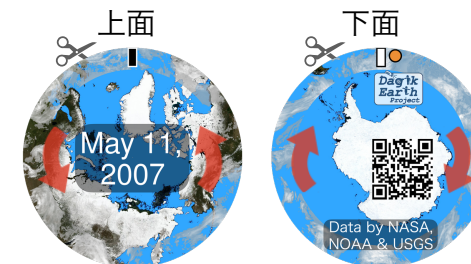 上面
下面
May 11,
2007
Dagik
Earth
Project
Data by NASA,
NOAA & USGS